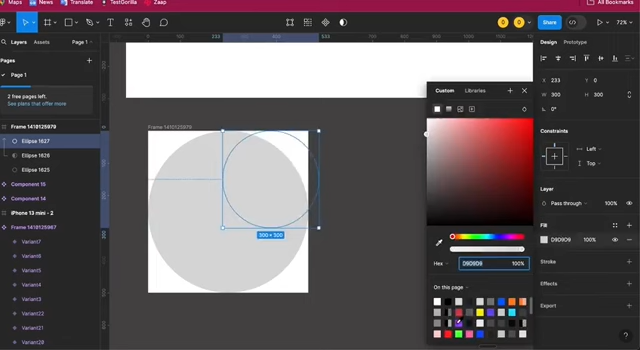 Maps
News
Translate
TestGorilla
Zaap
All Bookmarks
Share
72%
Layers
Assets
Page 1
Pages
Page 1
2 free pages left.
See plans that offer more
Frame 1410125979
Ellipse 1627
Ellipse 1626
Ellipse 1625
Component 15
Component 14
iPhone 13 mini - 2
Frame 1410125967
Variant7
Variant6
Variant5
Variant4
Variant3
Variant22
Variant21
Variant20
233
533
Frame 1410125979
300 × 300
Custom
Libraries
Hex
D9D9D9
100%
On this page
Design
Prototype
X 233
Y 0
W 300
H 300
0°
Constraints
Left
Top
Layer
Pass through
100%
Fill
D9D9D9
100%
Stroke
Effects
Export